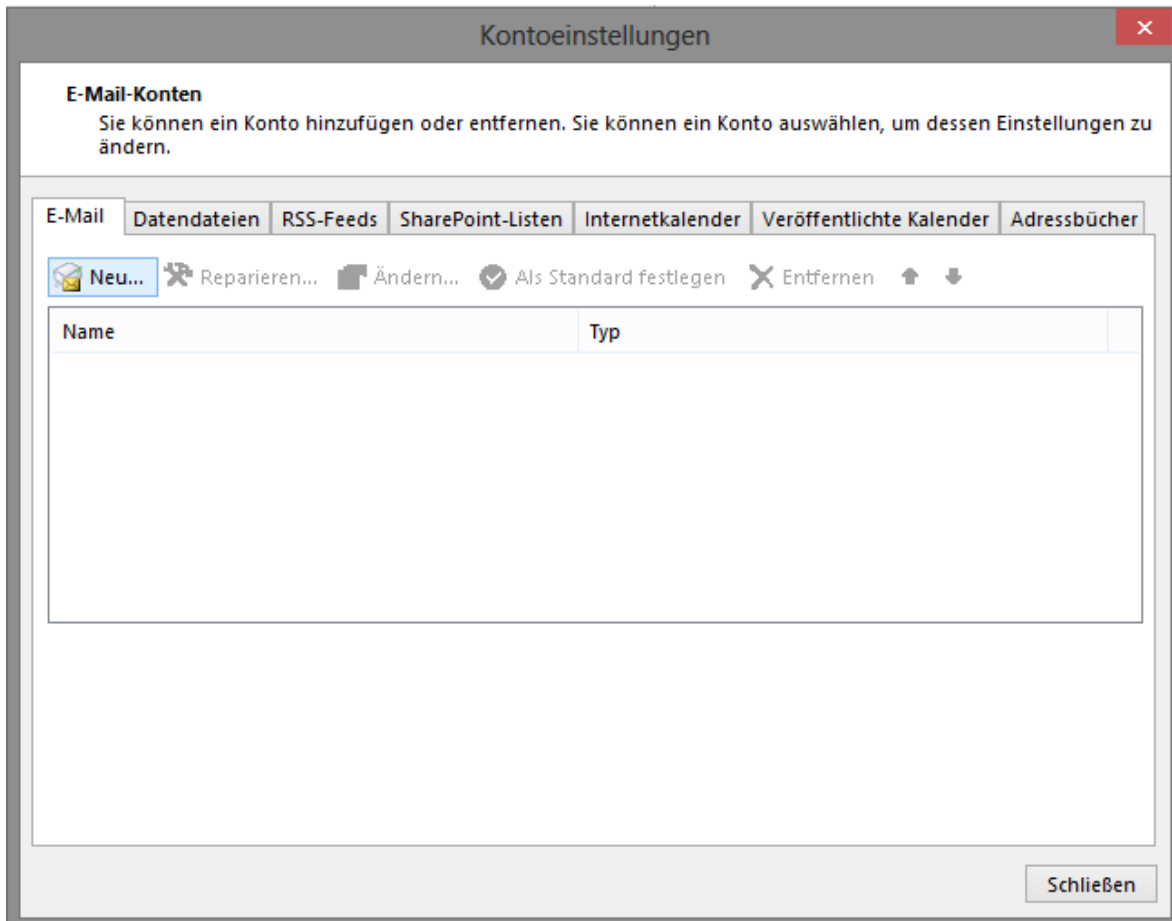 Kontoeinstellungen
E-Mail-Konten
Sie können ein Konto hinzufügen oder entfernen. Sie können ein Konto auswählen, um dessen Einstellungen zu
ändern.
E-Mail Datendateien RSS-Feeds SharePoint-Listen Internetkalender Veröffentlichte Kalender Adressbücher
Neu... Reparieren... Ändern... Als Standard festlegen Entfernen
Name Typ
Schließen